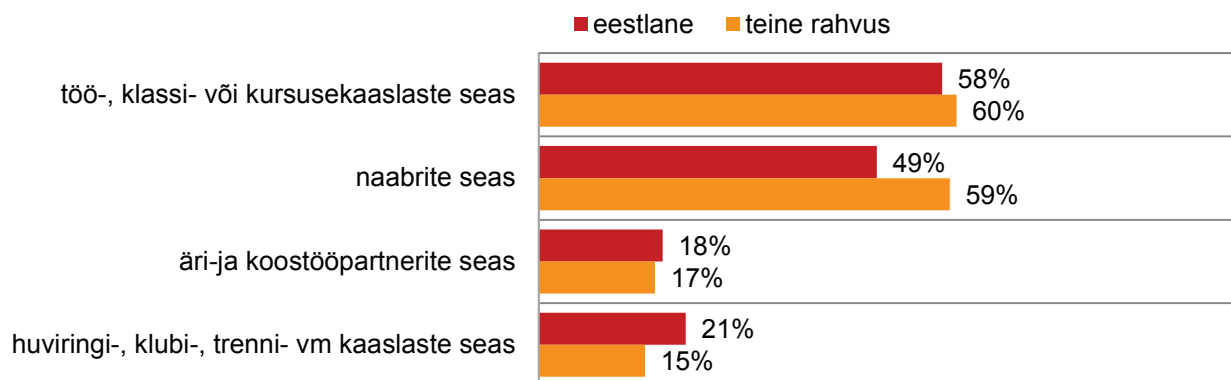 eestlane teine rahvus
töö-, klassi- või kursusekaaslaste seas 58%
60%
naabrite seas 49%
59%
äri-ja koostööpartnerite seas 18%
17%
huviringi-, klubi-, trenni- vm kaaslaste seas 21%
15%